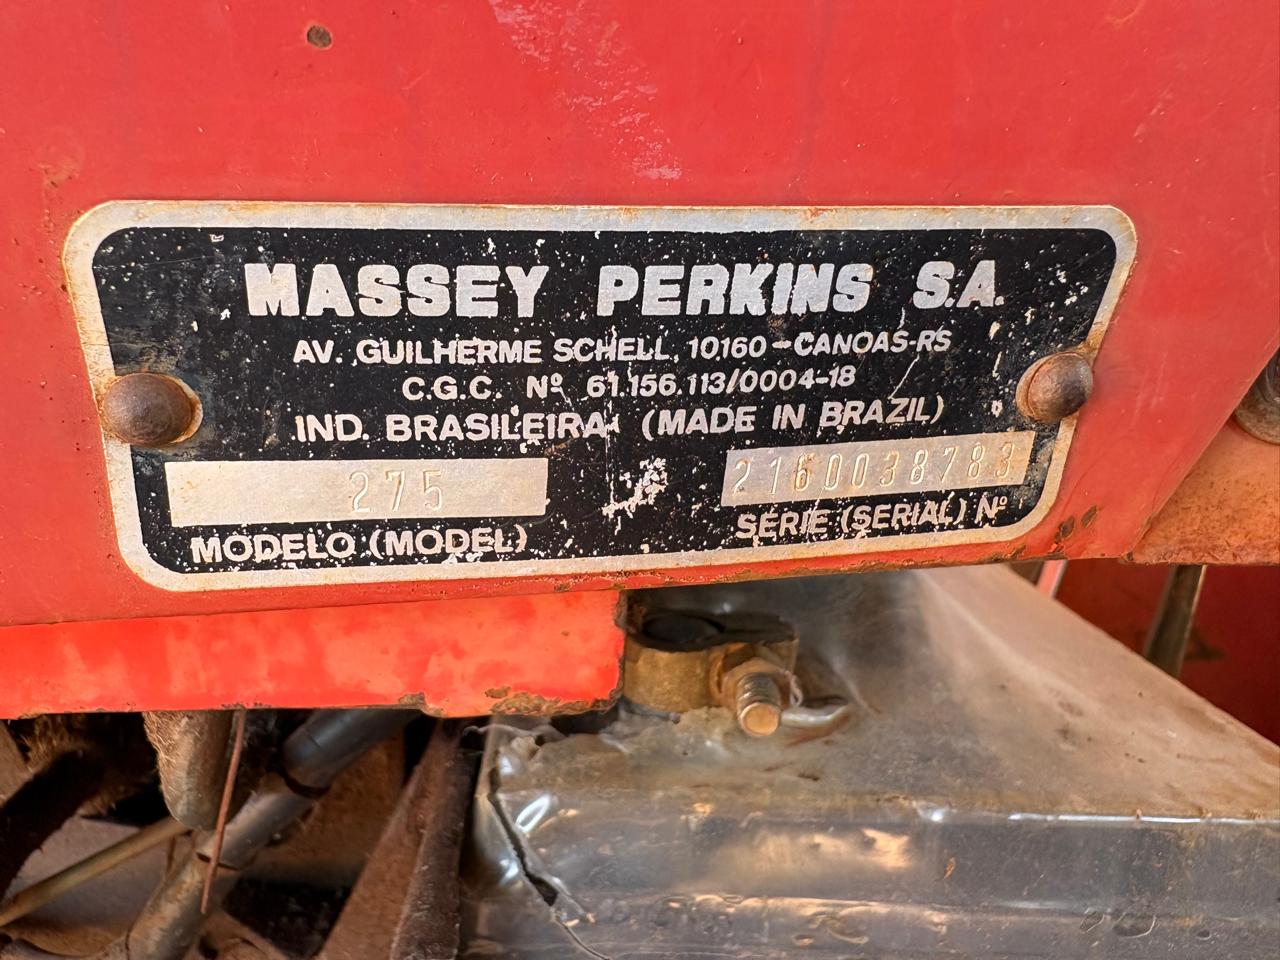 MASSEY PERKINS S.A.
AV. GUILHERME SCHELL, 10160-CANOAS-RS
C.G.C. Nº 61.156.113/0004-18
IND. BRASILEIRA (MADE IN BRAZIL)
275
2160038783
MODELO (MODEL)
SÉRIE (SERIAL) Nº